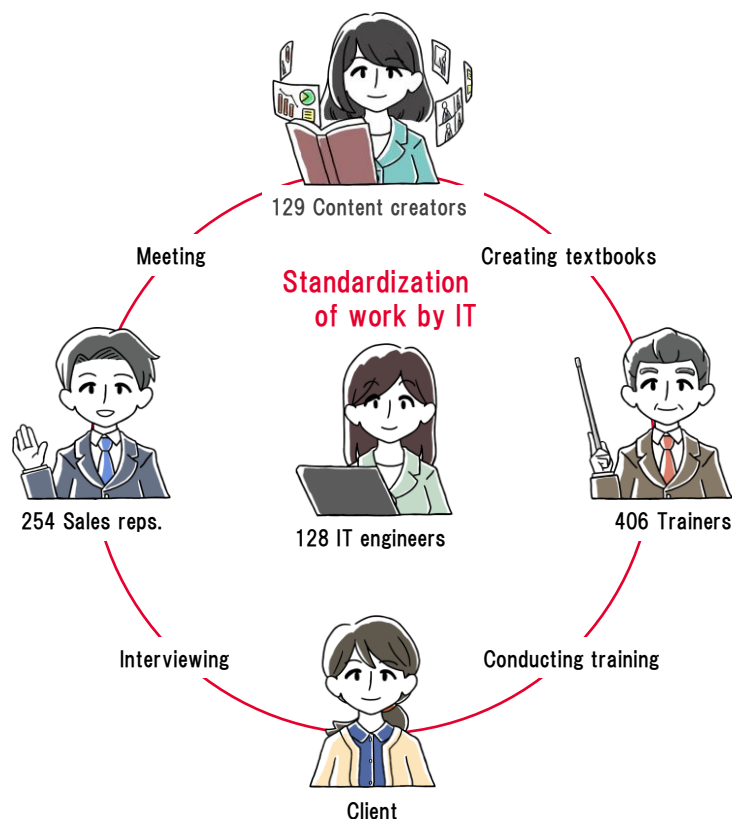 129 Content creators
Meeting
Creating textbooks
Standardization
of work by IT
254 Sales reps.
128 IT engineers
406 Trainers
Interviewing
Conducting training
Client